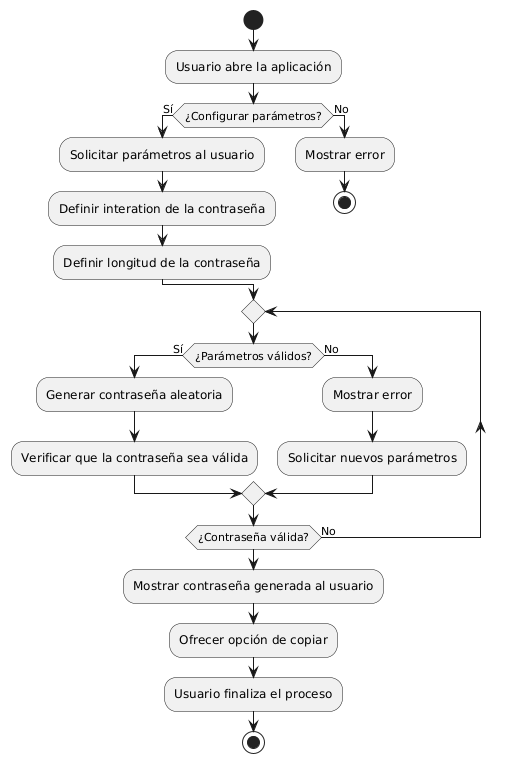 Usuario abre la aplicación
Sí
¿Configurar parámetros?
No
Solicitar parámetros al usuario
Mostrar error
Definir interation de la contraseña
Definir longitud de la contraseña
Sí
¿Parámetros válidos?
No
Generar contraseña aleatoria
Mostrar error
Verificar que la contraseña sea válida
Solicitar nuevos parámetros
¿Contraseña válida?
No
Mostrar contraseña generada al usuario
Ofrecer opción de copiar
Usuario finaliza el proceso